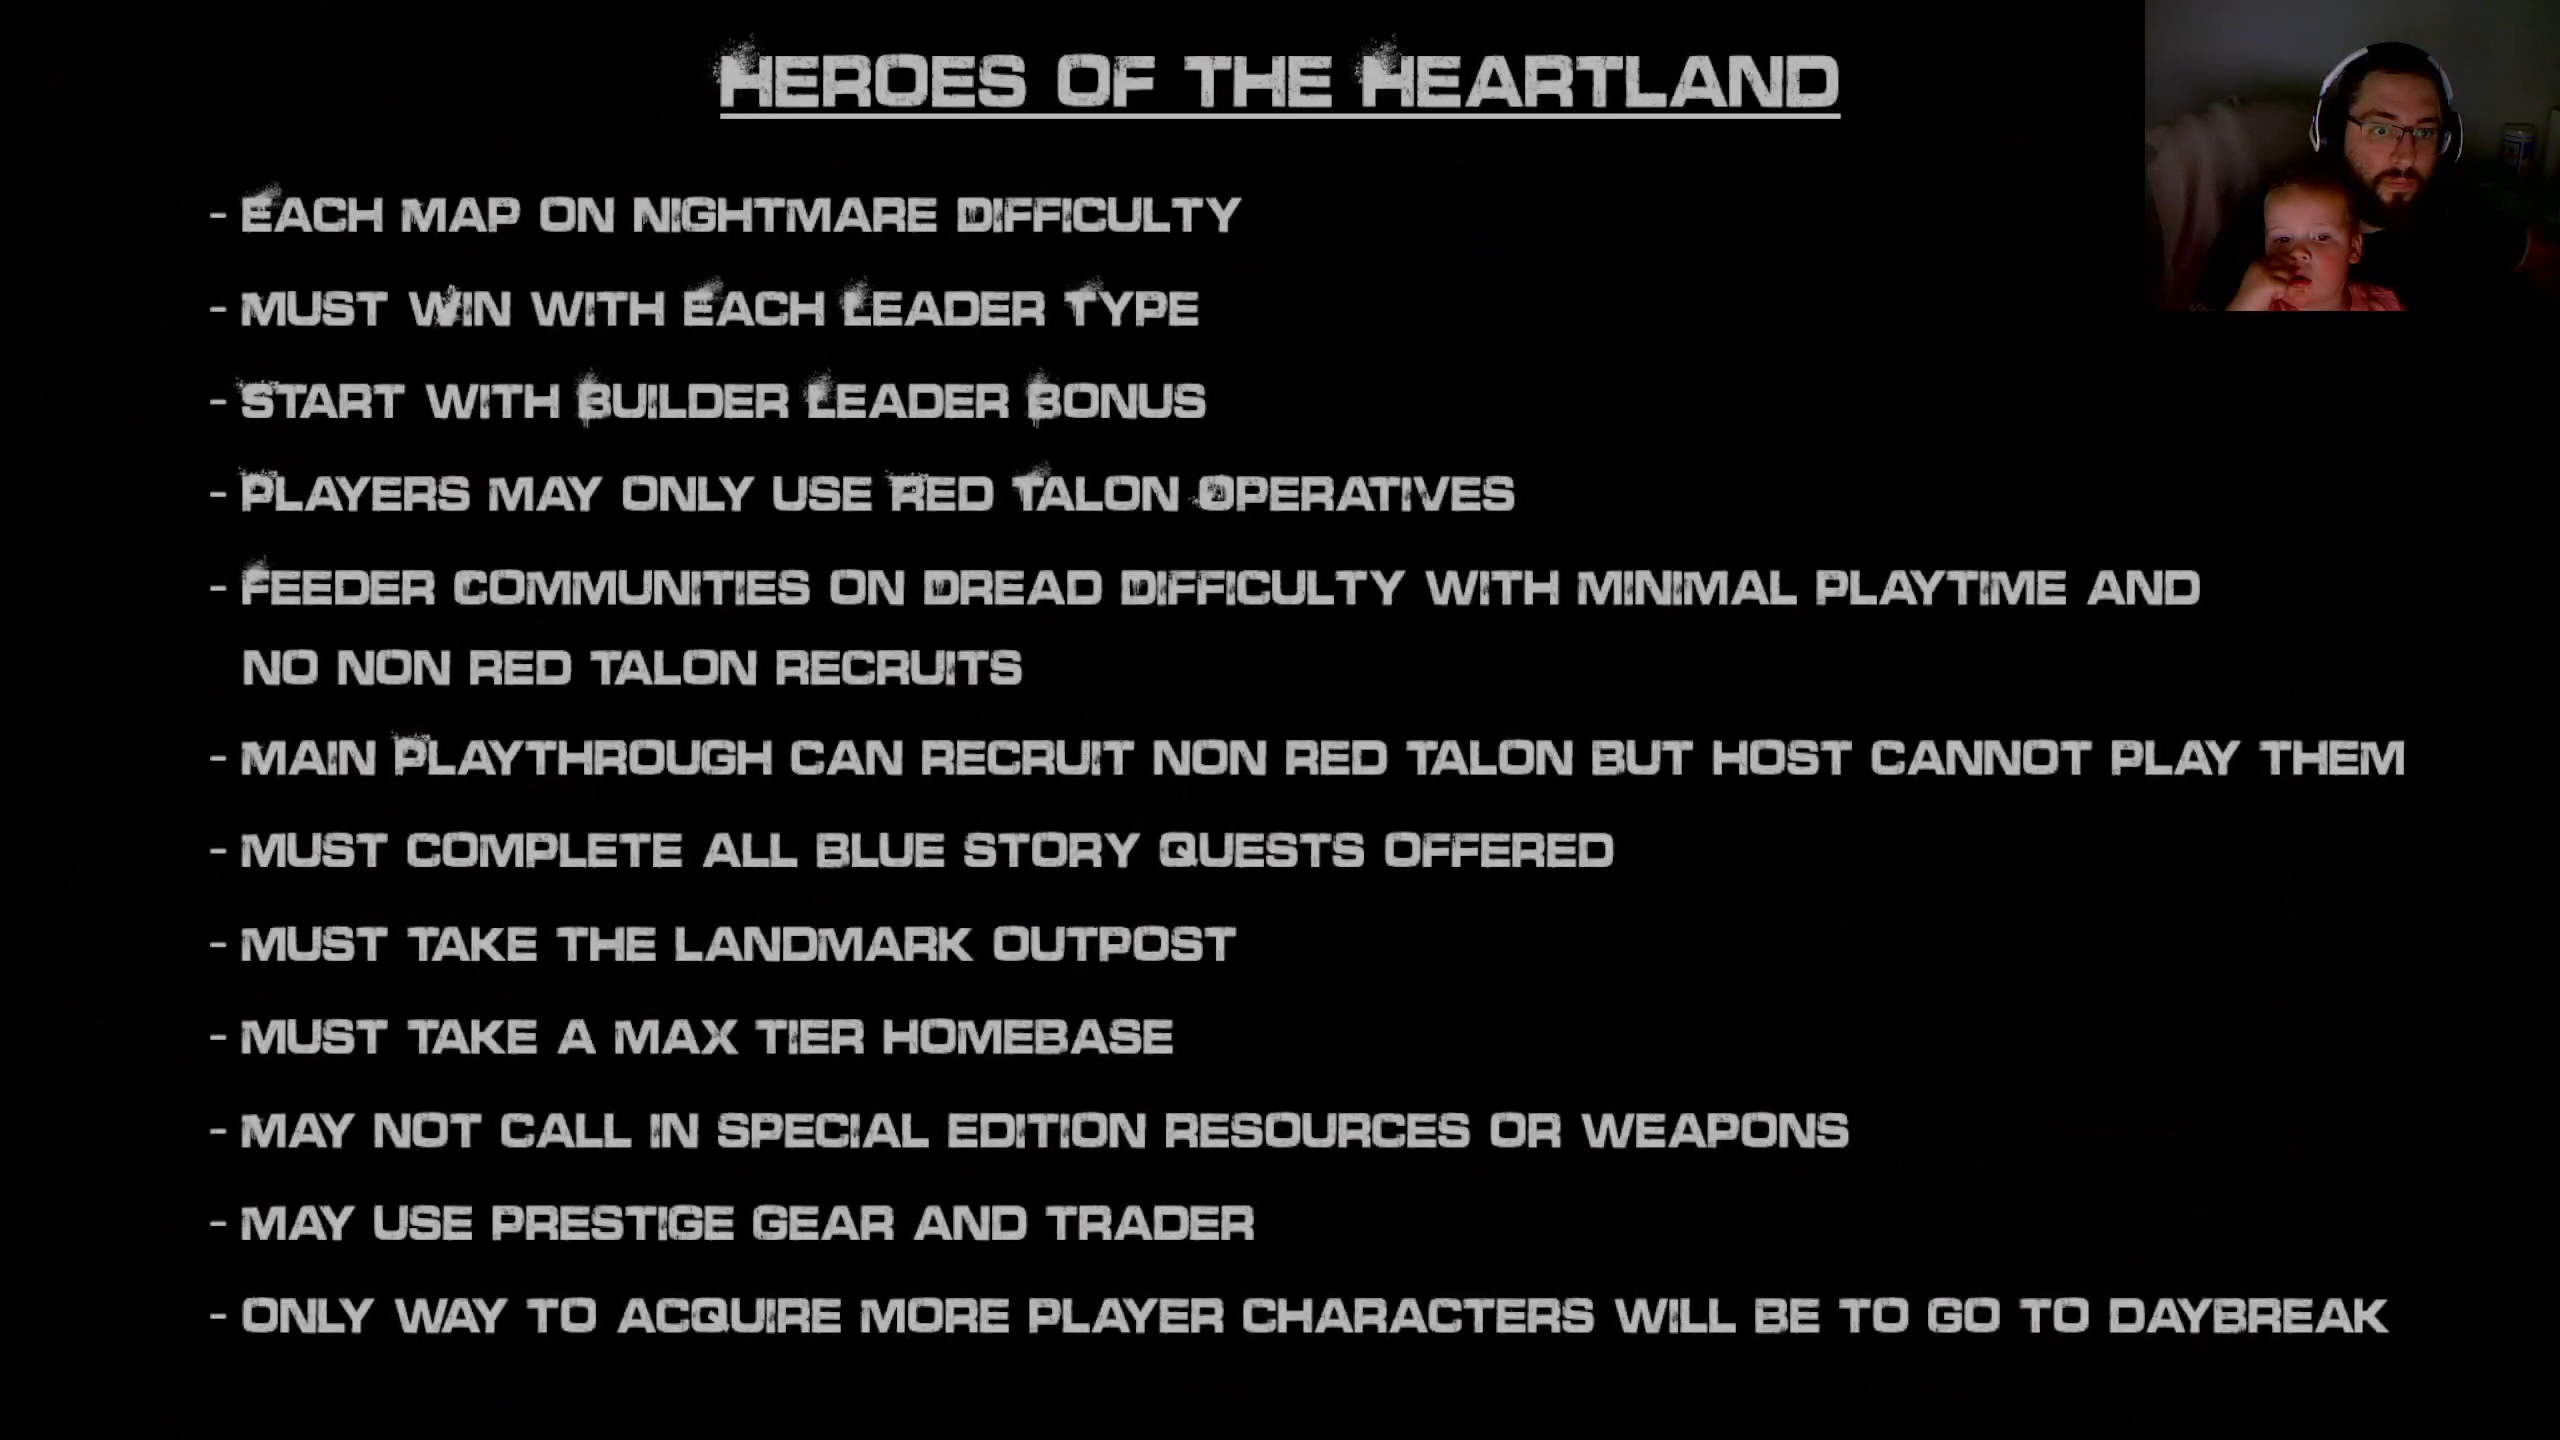 HEROES OF THE HEARTLAND
- EACH MAP ON NIGHTMARE DIFFICULTY
- MUST WIN WITH EACH LEADER TYPE
- START WITH BUILDER LEADER BONUS
- PLAYERS MAY ONLY USE RED TALON OPERATIVES
- FEEDER COMMUNITIES ON DREAD DIFFICULTY WITH MINIMAL PLAYTIME AND
NO NON RED TALON RECRUITS
- MAIN PLAYTHROUGH CAN RECRUIT NON RED TALON BUT HOST CANNOT PLAY THEM
- MUST COMPLETE ALL BLUE STORY QUESTS OFFERED
- MUST TAKE THE LANDMARK OUTPOST
- MUST TAKE A MAX TIER HOMEBASE
- MAY NOT CALL IN SPECIAL EDITION RESOURCES OR WEAPONS
- MAY USE PRESTIGE GEAR AND TRADER
- ONLY WAY TO ACQUIRE MORE PLAYER CHARACTERS WILL BE TO GO TO DAYBREAK